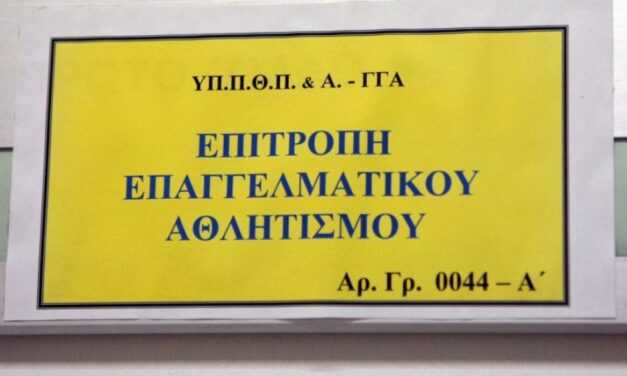 ΥΠ.Π.Θ.Π. & Α. - ΓΓΑ
ΕΠΙΤΡΟΠΗ
ΕΠΑΓΓΕΛΜΑΤΙΚΟΥ
ΑΘΛΗΤΙΣΜΟΥ
Αρ. Γρ. 0044 – Α΄